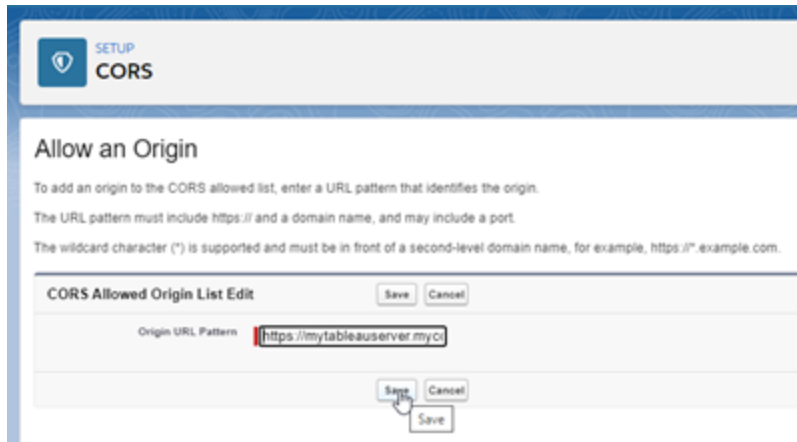 SETUP
CORS
Allow an Origin
To add an origin to the CORS allowed list, enter a URL pattern that identifies the origin.
The URL pattern must include https:// and a domain name, and may include a port.
The wildcard character (*) is supported and must be in front of a second-level domain name, for example, https://*.example.com.
CORS Allowed Origin List Edit Save Cancel
Origin URL Pattern https://mytableauserver.myco
Save Cancel
Save